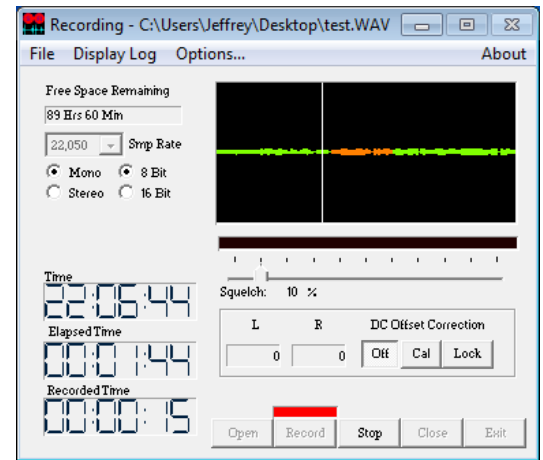 Recording - C:\Users\Jeffrey\Desktop\test.WAV
File Display Log Options... About
Free Space Remaining
89 Hrs 60 Min
22,050 Smp Rate
Mono 8 Bit
Stereo 16 Bit
Time
22:05:44
Elapsed Time
00:01:44
Recorded Time
00:00:15
Squelch: 10 %
L R DC Offset Correction
0 0 Off Cal Lock
Open Record Stop Close Exit